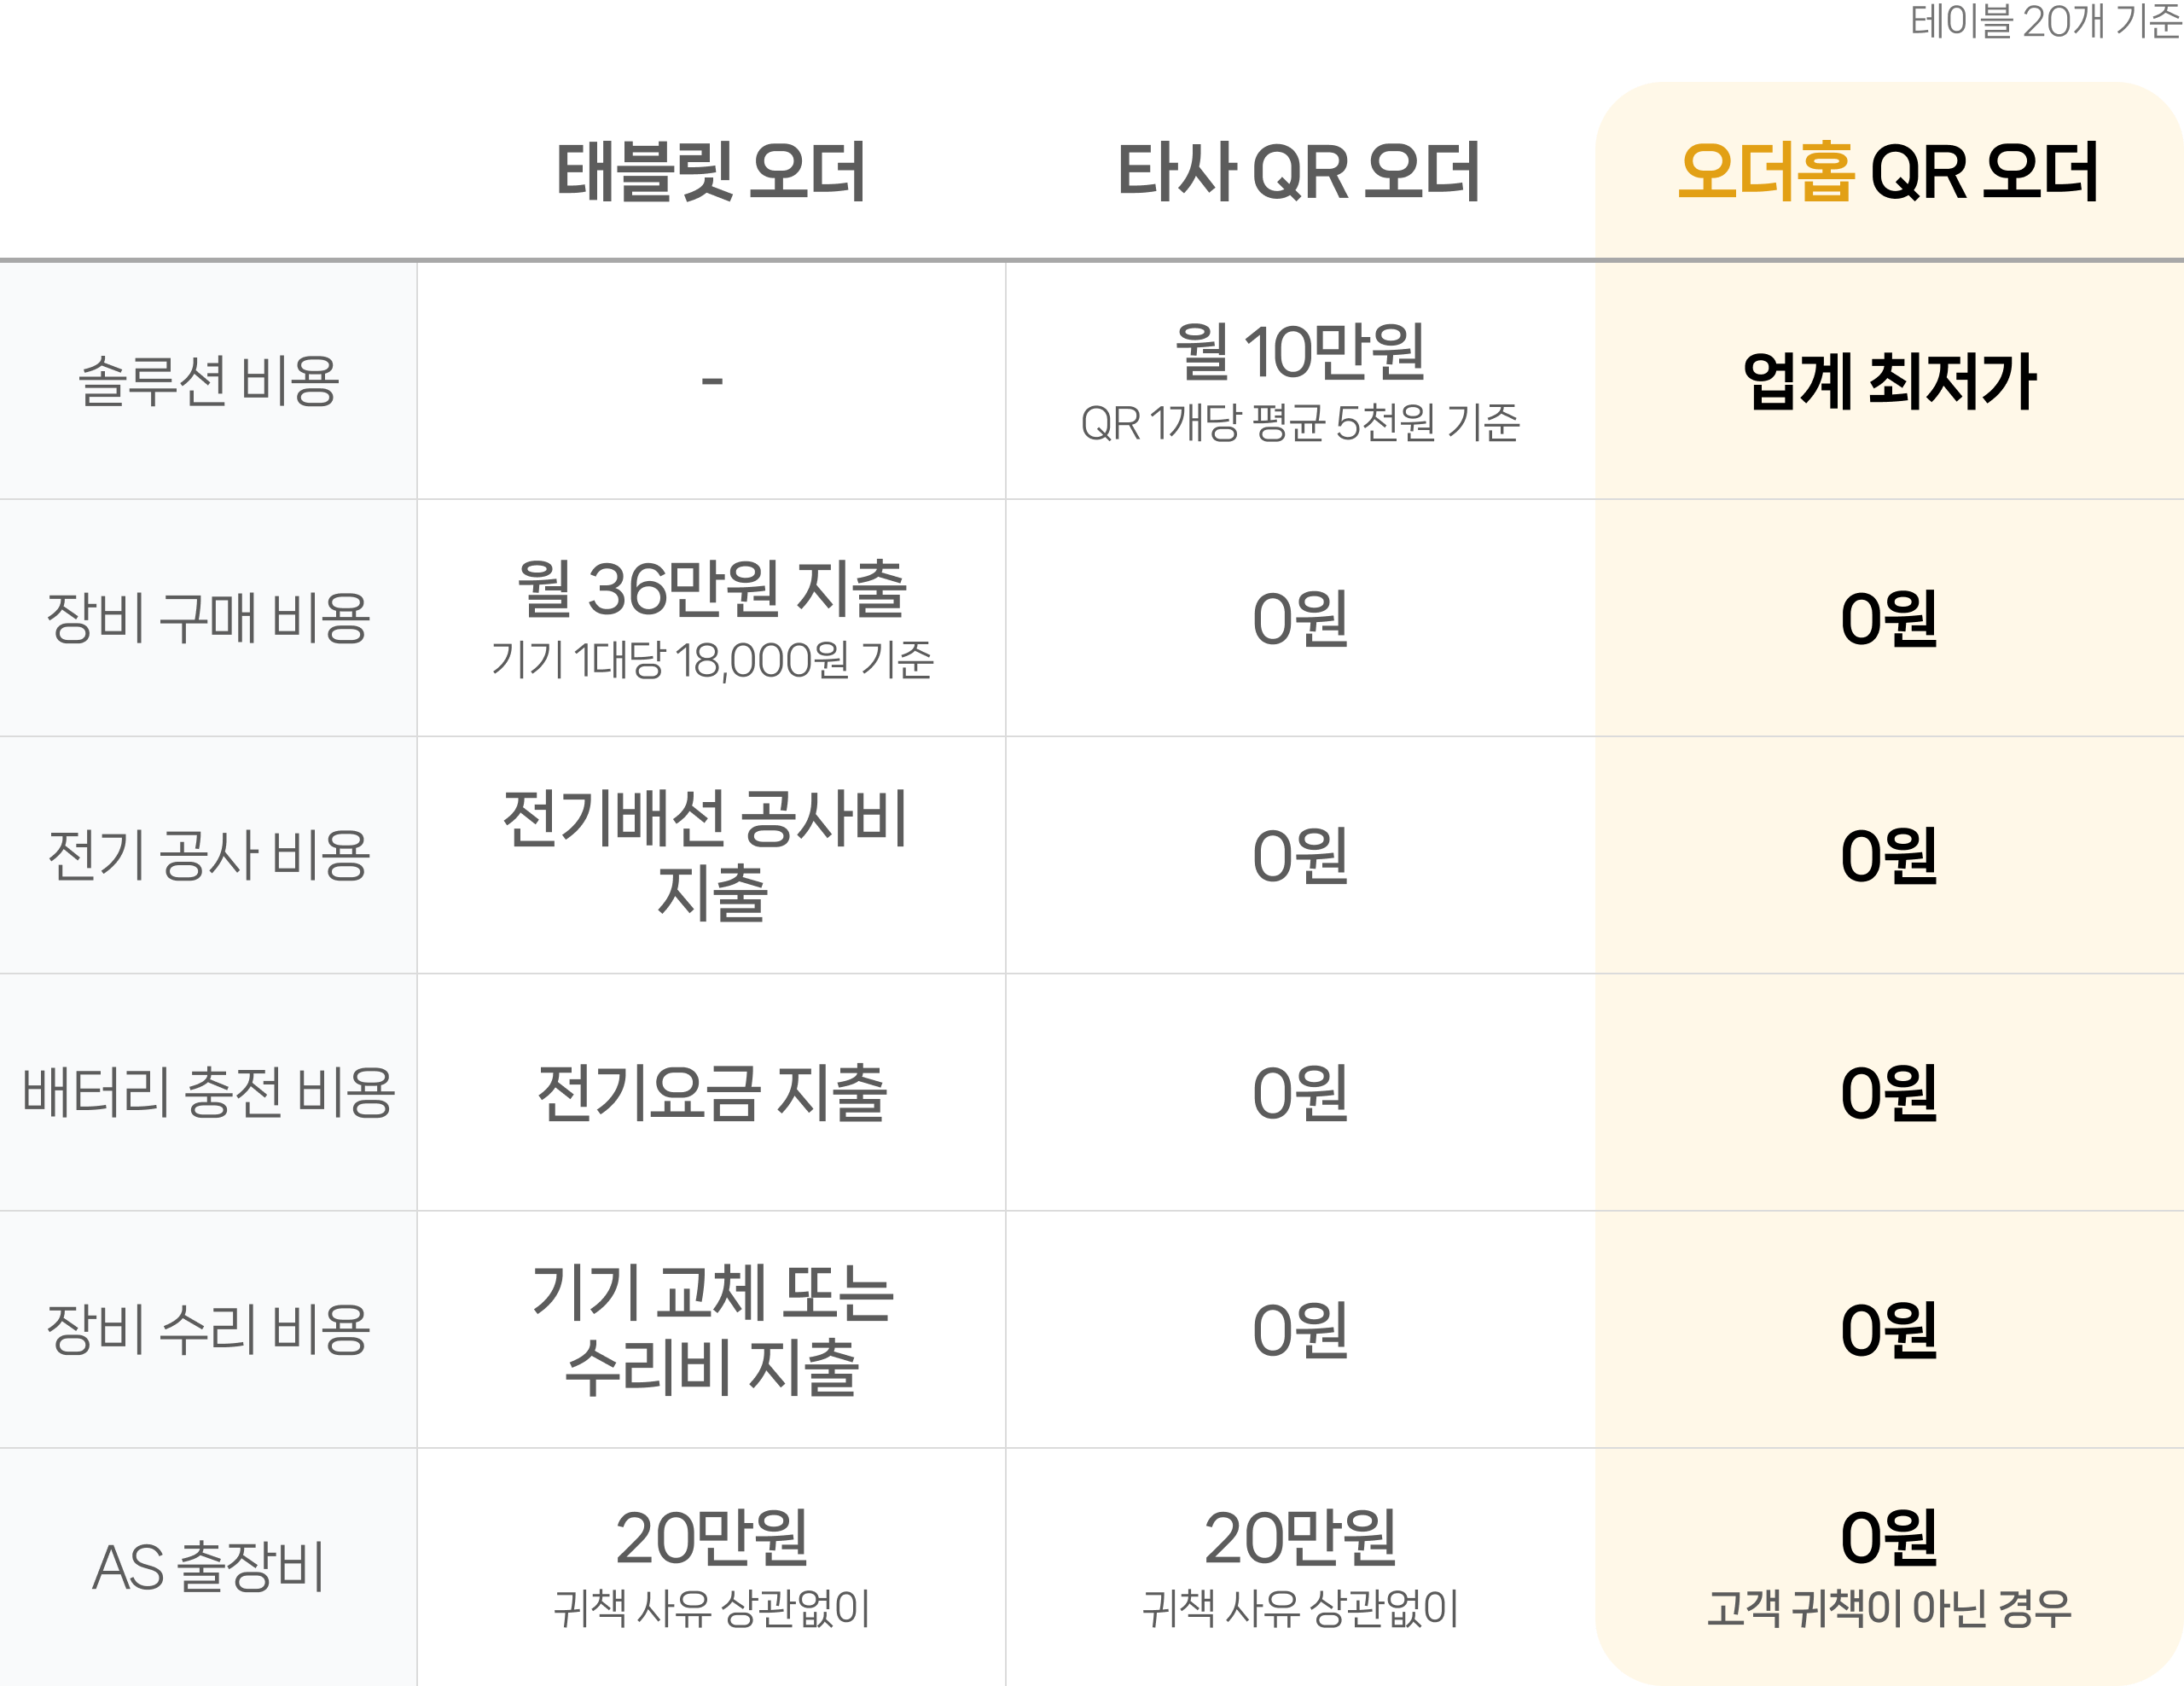 테이블 20개 기준
태블릿 오더
타사 QR오더
오더홀 QR오더
솔루션 비용
-
월 10만원
QR 1개당 정규 5천원 기준
업계 최저가
장비 구매 비용
월 36만원 지출
기기 1대당 18,000원 기준
0원
0원
전기 공사 비용
전기배선 공사비
지출
0원
0원
배터리 충전 비용
전기요금 지출
0원
0원
장비 수리 비용
기기 교체 또는
수리비 지출
0원
0원
AS 출장비
20만원
귀책 사유 상관없이
20만원
귀책 사유 상관없이
0원
고객 귀책이 아닌 경우